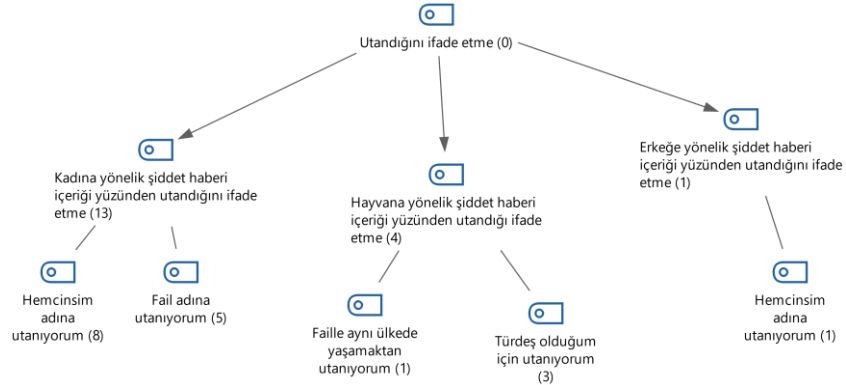 Utandığını ifade etme (0)
Kadına yönelik şiddet haberi
içeriği yüzünden utandığını ifade
etme (13)
Hayvana yönelik şiddet haberi
içeriği yüzünden utandığı ifade
etme (4)
Erkeğe yönelik şiddet haberi
içeriği yüzünden utandığını ifade
etme (1)
Hemcinsim
adına
utanıyorum (8)
Fail adına
utanıyorum (5)
Faille aynı ülkede
yaşamaktan
utanıyorum (1)
Türdeş olduğum
için utanıyorum
(3)
Hemcinsim
adına
utanıyorum (1)